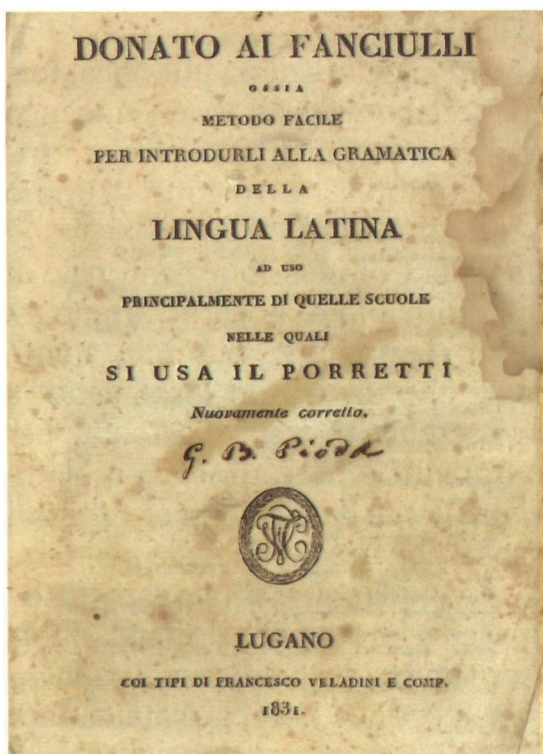 DONATO AI FANCIULLI
OSSIA
METODO FACILE
PER INTRODURLI ALLA GRAMATICA
DELLA
LINGUA LATINA
AD USO
PRINCIPALMENTE DI QUELLE SCUOLE
NELLE QUALI
SI USA IL PORRETTI
Nuovamente corretto.
G. B. Pioda
LUGANO
COI TIPI DI FRANCESCO VELADINI E COMP.
1831.